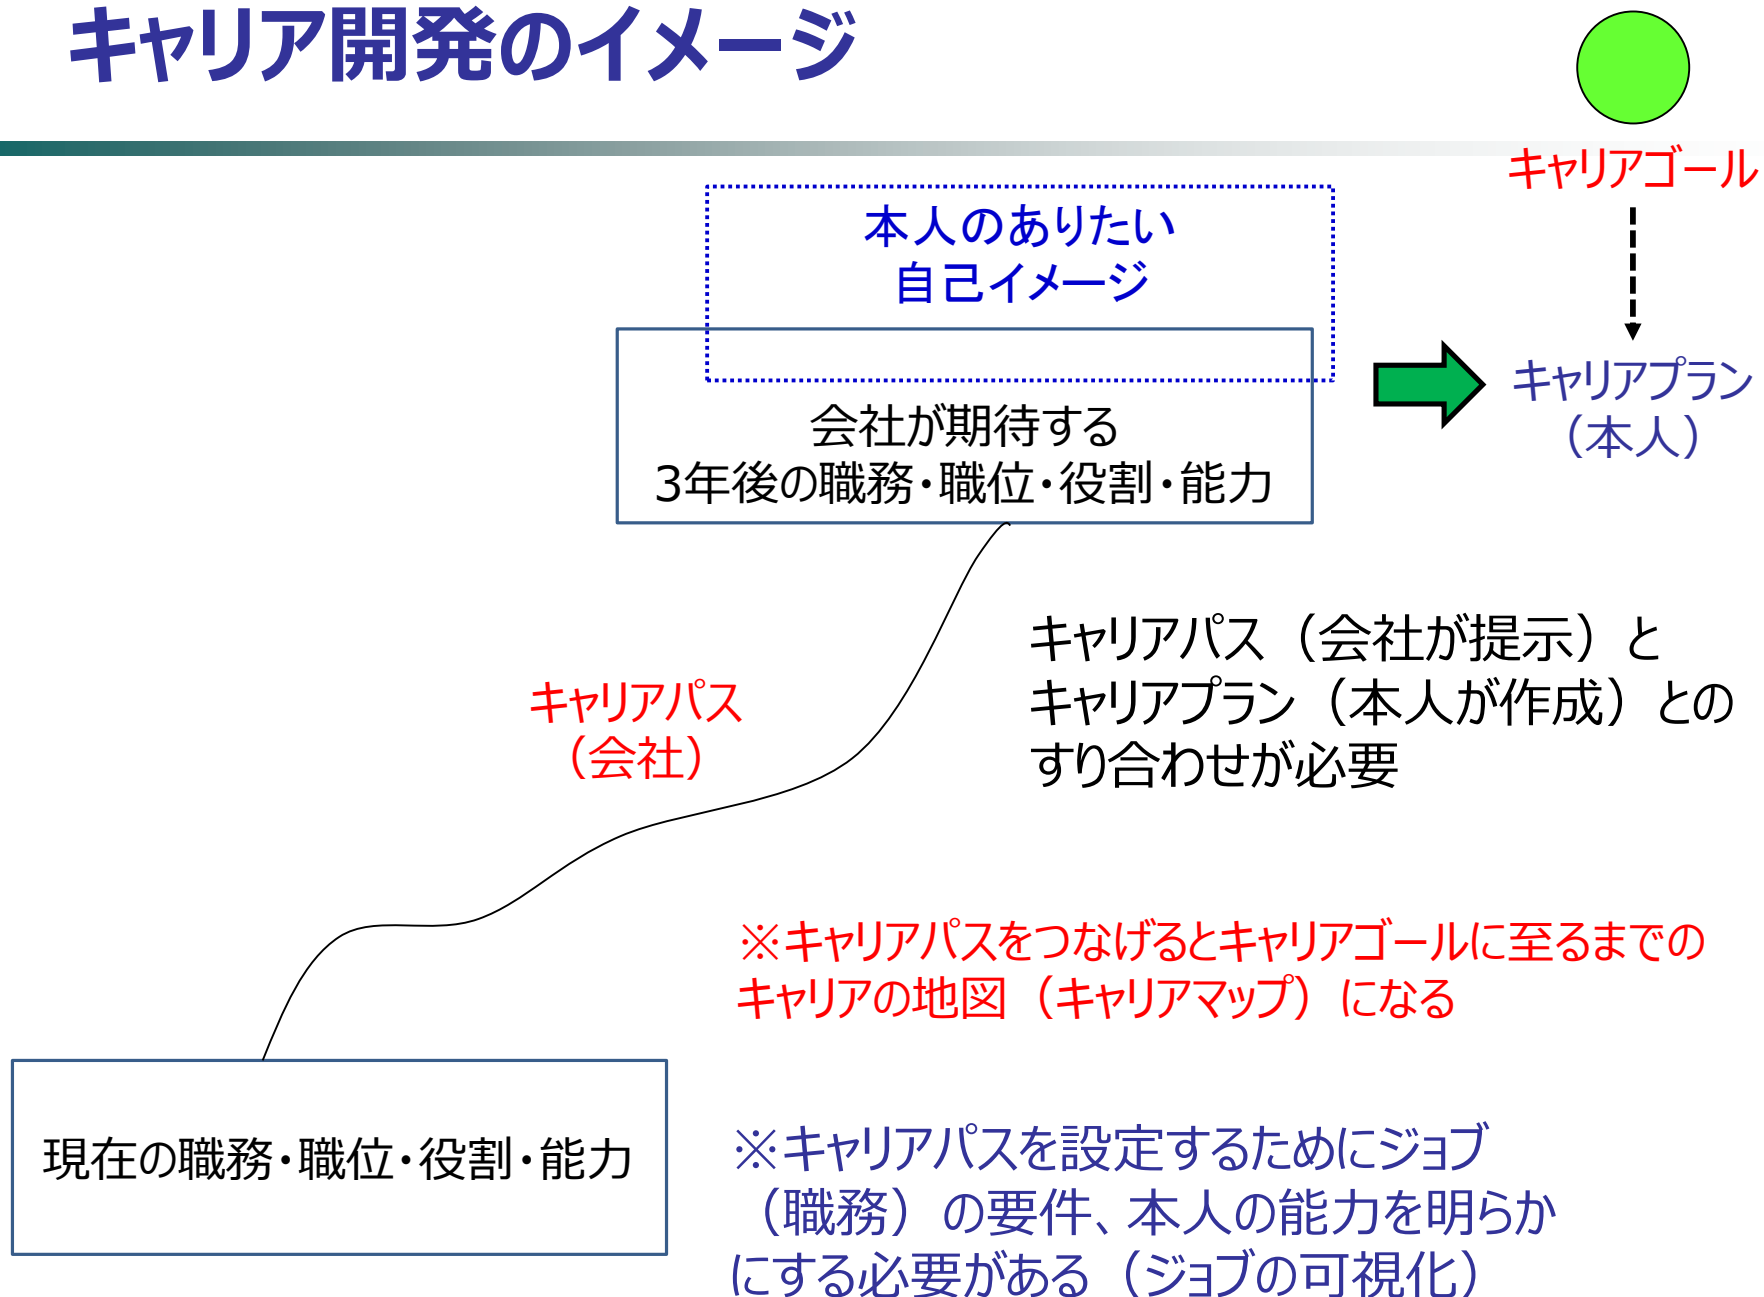 キャリア開発のイメージ
キャリアゴール
本人のありたい
自己イメージ
キャリアプラン
（本人）
会社が期待する
3年後の職務・職位・役割・能力
キャリアパス（会社が提示）と
キャリアプラン（本人が作成）との
すり合わせが必要
キャリアパス
（会社）
※キャリアパスをつなげるとキャリアゴールに至るまでの
キャリアの地図（キャリアマップ）になる
現在の職務・職位・役割・能力
※キャリアパスを設定するためにジョブ
（職務）の要件、本人の能力を明らか
にする必要がある（ジョブの可視化）